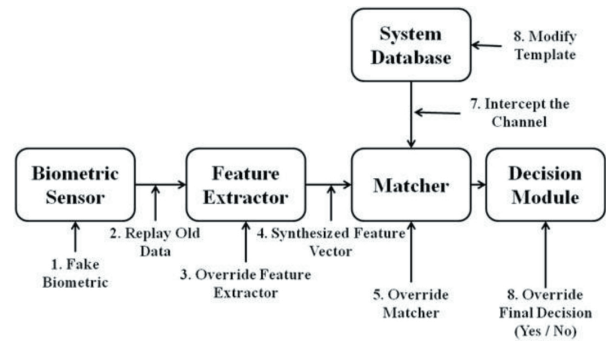 System
Database
8. Modify
Template
7. Intercept the
Channel
Biometric
Sensor
Feature
Extractor
Matcher
Decision
Module
2. Replay Old
Data
4. Synthesized Feature
Vector
1. Fake
Biometric
3. Override Feature
Extractor
5. Override
Matcher
8. Override
Final Decision
(Yes / No)